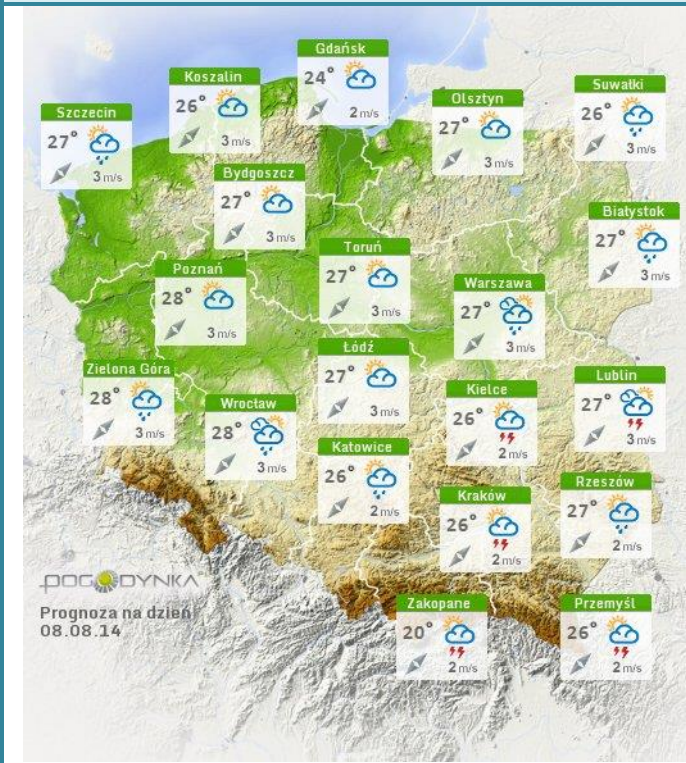 Gdańsk
24°
2 m/s
Koszalin
26°
3 m/s
Suwałki
26°
3 m/s
Olsztyn
27°
3 m/s
Szczecin
27°
3 m/s
Bydgoszcz
27°
3 m/s
Białystok
27°
3 m/s
Toruń
27°
3 m/s
Poznań
28°
3 m/s
Warszawa
27°
3 m/s
Łódź
27°
3 m/s
Zielona Góra
28°
3 m/s
Lublin
27°
3 m/s
Kielce
26°
2 m/s
Wrocław
28°
3 m/s
Katowice
26°
2 m/s
Rzeszów
27°
2 m/s
Kraków
26°
2 m/s
POGODYNKA
Prognoza na dzień
08.08.14
Zakopane
20°
2 m/s
Przemyśl
26°
2 m/s